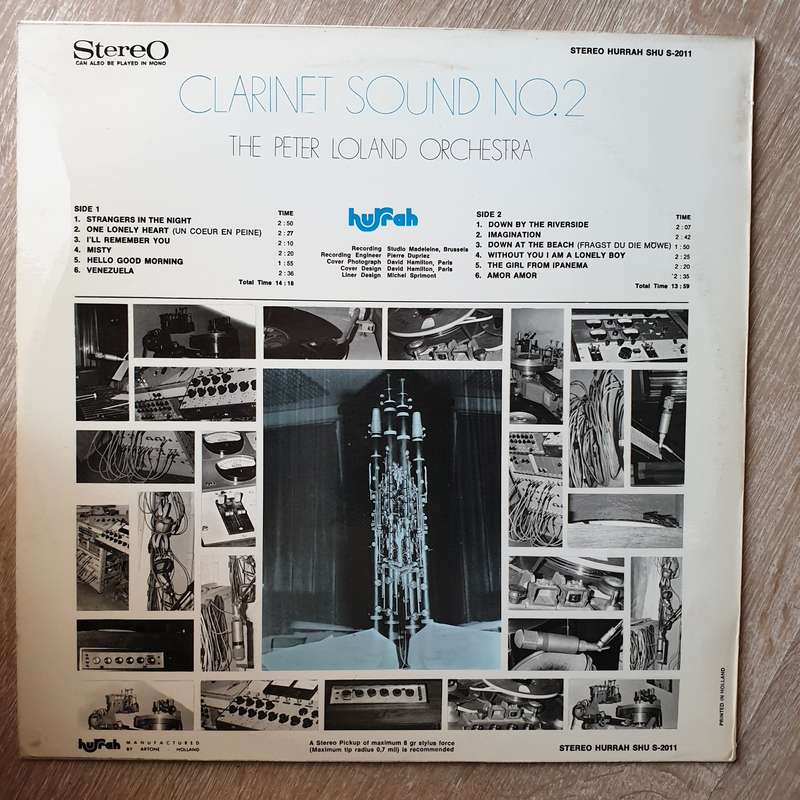 StereO
CAN ALSO BE PLAYED IN MONO
STEREO HURRAH SHU S-2011
CLARINET SOUND NO.2
THE PETER LOLAND ORCHESTRA
SIDE 1 TIME
1. STRANGERS IN THE NIGHT 2:50
2. ONE LONELY HEART (UN COEUR EN PEINE) 2:27
3. I'LL REMEMBER YOU 2:10
4. MISTY 2:20
5. HELLO GOOD MORNING 1:55
6. VENEZUELA 2:36
Total Time 14:18
hurrah
Recording Studio Madeleine, Brussels
Recording Engineer Pierre Dupriez
Cover Photograph David Hamilton, Paris
Cover Design David Hamilton, Paris
Liner Design Michel Sprimont
SIDE 2 TIME
1. DOWN BY THE RIVERSIDE 2:07
2. IMAGINATION 2:42
3. DOWN AT THE BEACH (FRAGST DU DIE MÖWE) 1:50
4. WITHOUT YOU I AM A LONELY BOY 2:25
5. THE GIRL FROM IPANEMA 2:20
6. AMOR AMOR 2:35
Total Time 13:59
PRINTED IN HOLLAND
hurrah MANUFACTURED
BY ARTONE - HOLLAND
A Stereo Pickup of maximum 6 gr stylus force
(Maximum tip radius 0,7 mil) is recommended
STEREO HURRAH SHU S-2011